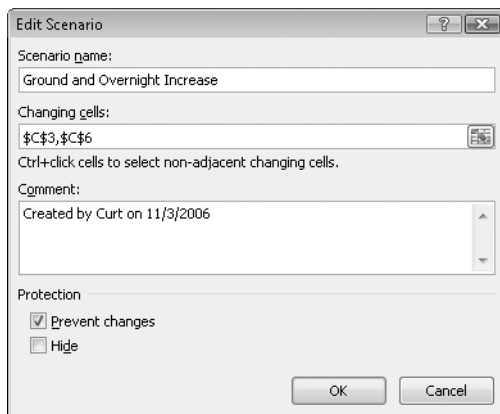 Edit Scenario
Scenario name:
Ground and Overnight Increase
Changing cells:
$C$3,$C$6
Ctrl+click cells to select non-adjacent changing cells.
Comment:
Created by Curt on 11/3/2006
Protection
Prevent changes
Hide
OK Cancel